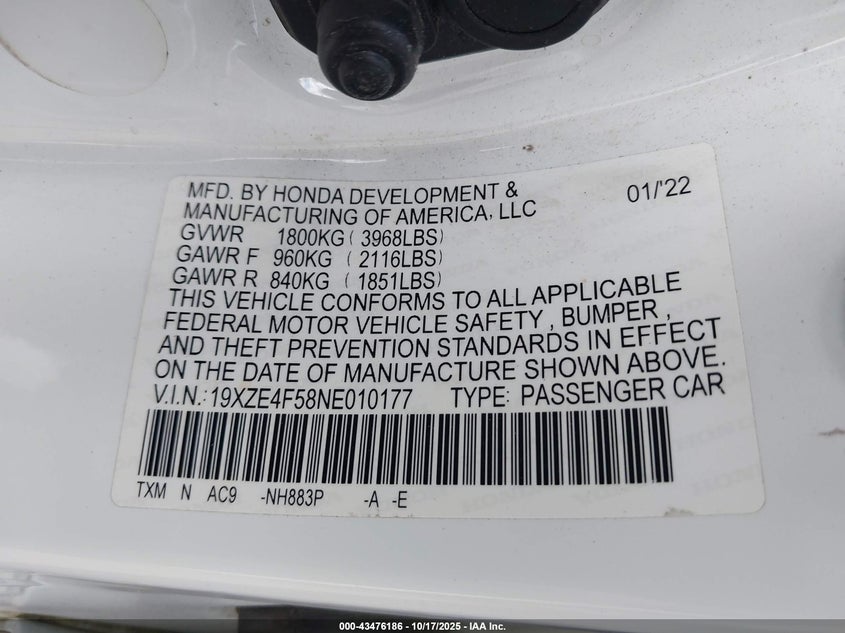 MFD. BY HONDA DEVELOPMENT & 01/'22
MANUFACTURING OF AMERICA, LLC
GVWR 1800KG ( 3968LBS)
GAWR F 960KG ( 2116LBS)
GAWR R 840KG ( 1851LBS)
THIS VEHICLE CONFORMS TO ALL APPLICABLE
FEDERAL MOTOR VEHICLE SAFETY , BUMPER ,
AND THEFT PREVENTION STANDARDS IN EFFECT
ON THE DATE OF MANUFACTURE SHOWN ABOVE.
V.I.N.: 19XZE4F58NE010177 TYPE: PASSENGER CAR
TXM N AC9 -NH883P -A -E
000-43476186 - 10/17/2025 - IAA Inc.